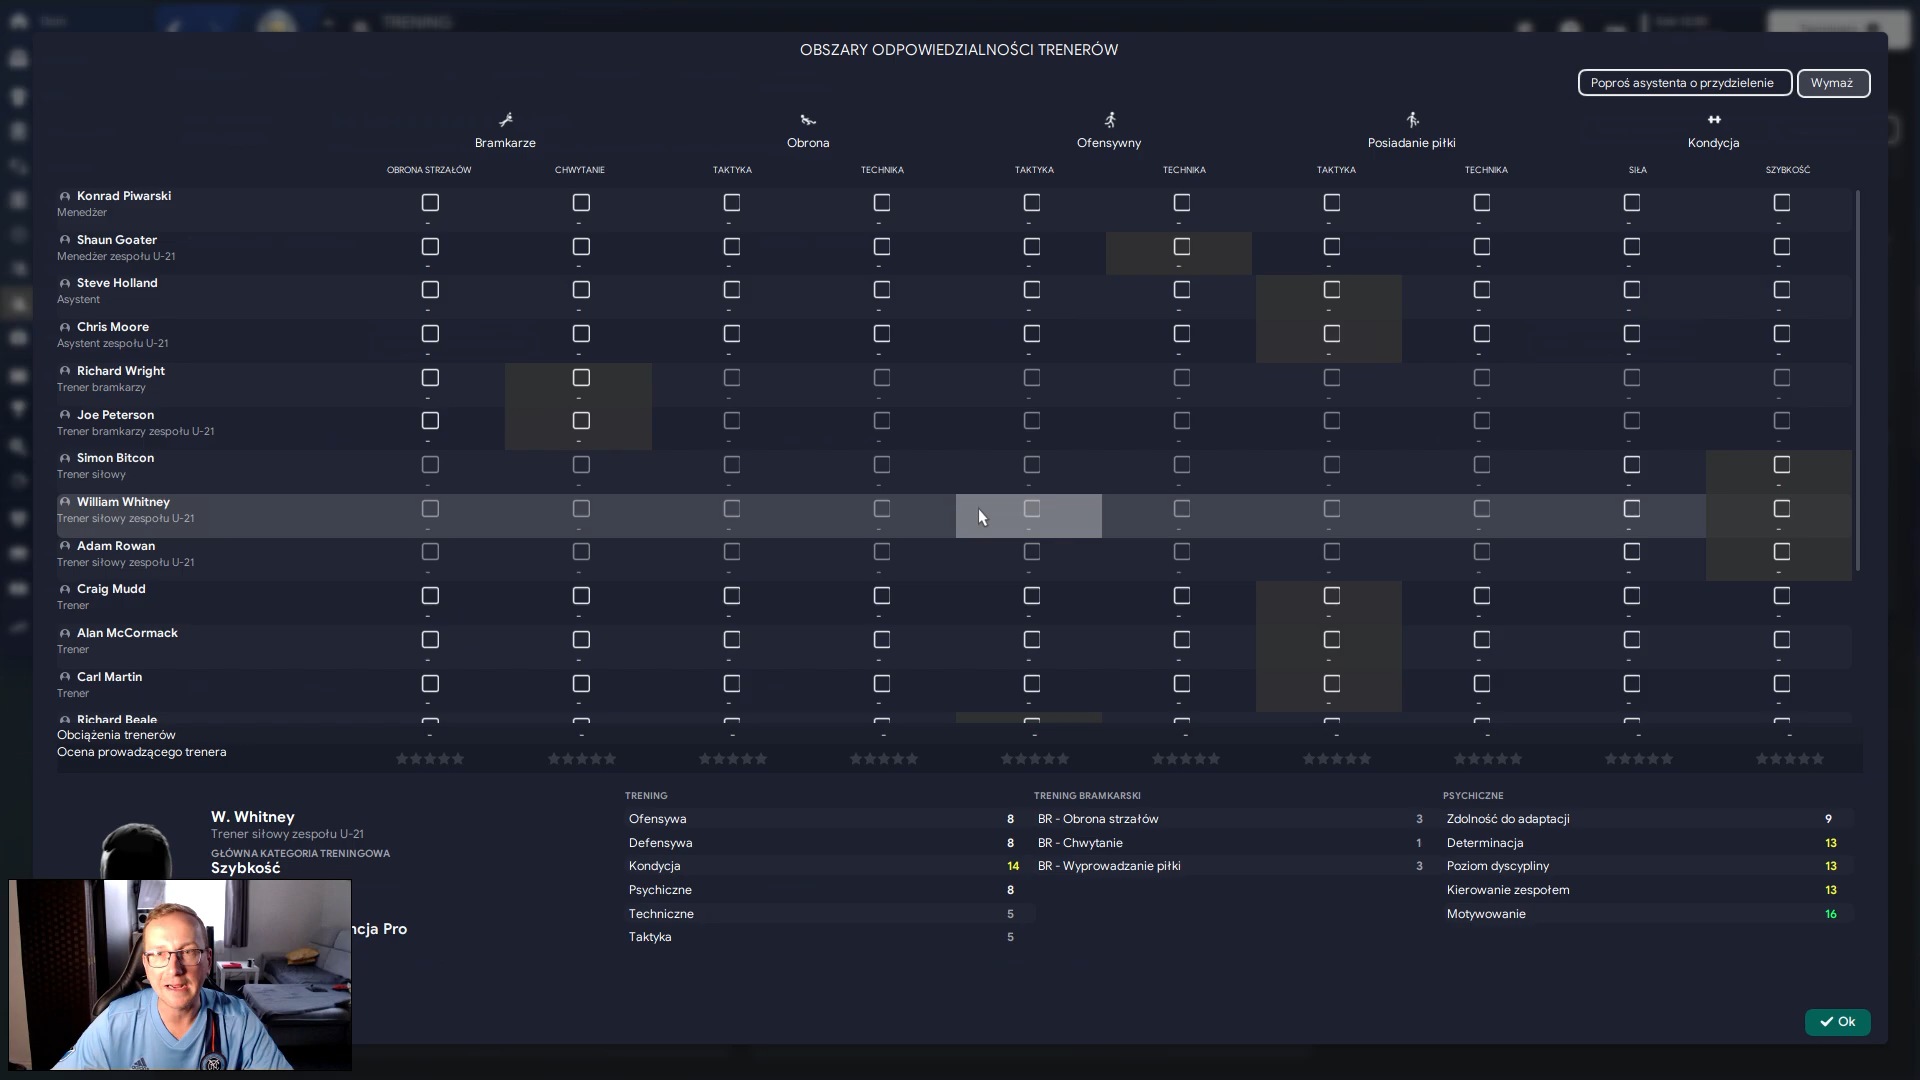 TRENING
OBSZARY ODPOWIEDZIALNOŚCI TRENERÓW
Poproś asystenta o przydzielenie
Wymaż
Bramkarze
Obrona
Ofensywny
Posiadanie piłki
Kondycja
OBRONA STRZAŁÓW
CHWYTANIE
TAKTYKA
TECHNIKA
TAKTYKA
TECHNIKA
TAKTYKA
TECHNIKA
SIŁA
SZYBKOŚĆ
Konrad Piwarski
Menedżer
Shaun Goater
Menedżer zespołu U-21
Steve Holland
Asystent
Chris Moore
Asystent zespołu U-21
Richard Wright
Trener bramkarzy
Joe Peterson
Trener bramkarzy zespołu U-21
Simon Bitcon
Trener siłowy
William Whitney
Trener siłowy zespołu U-21
Adam Rowan
Trener siłowy zespołu U-21
Craig Mudd
Trener
Alan McCormack
Trener
Carl Martin
Trener
Richard Beale
Obciążenia trenerów
Ocena prowadzącego trenera
W. Whitney
Trener siłowy zespołu U-21
GŁÓWNA KATEGORIA TRENINGOWA
Szybkość
ncja Pro
TRENING
Ofensywa 8
Defensywa 8
Kondycja 14
Psychiczne 8
Techniczne 5
Taktyka 5
TRENING BRAMKARSKI
BR - Obrona strzałów 3
BR - Chwytanie 1
BR - Wyprowadzanie piłki 3
PSYCHICZNE
Zdolność do adaptacji 9
Determinacja 13
Poziom dyscypliny 13
Kierowanie zespołem 13
Motywowanie 16
Ok